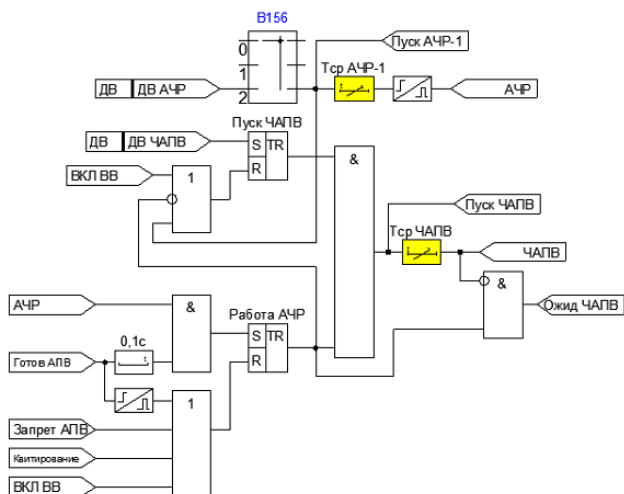 B156
0
1
2
ДВ ДВ АЧР
Пуск АЧР-1
Тср АЧР-1
АЧР
Пуск ЧАПВ
ДВ ДВ ЧАПВ
S TR
R
ВКЛ ВВ
1
&
Пуск ЧАПВ
Тср ЧАПВ
ЧАПВ
&
Ожид ЧАПВ
АЧР
&
Работа АЧР
S TR
R
0,1с
Готов АПВ
1
Запрет АПВ
Квитирование
ВКЛ ВВ